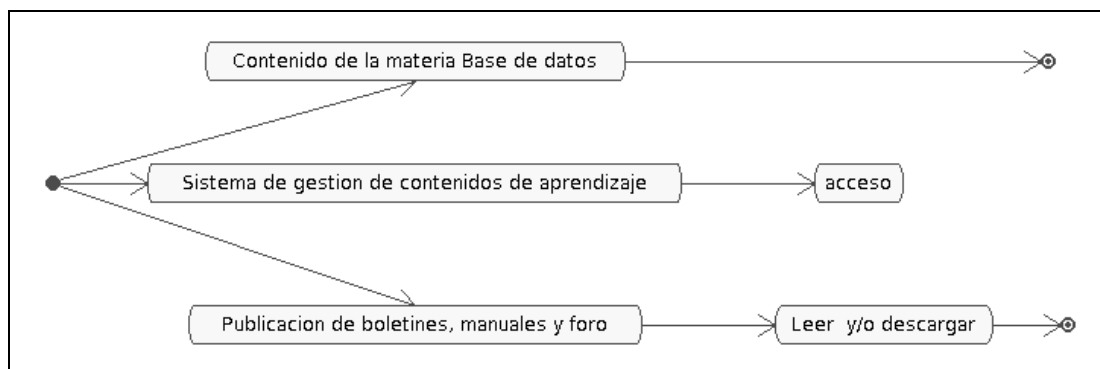 Contenido de la materia Base de datos
Sistema de gestion de contenidos de aprendizaje
acceso
Publicacion de boletines, manuales y foro
Leer y/o descargar